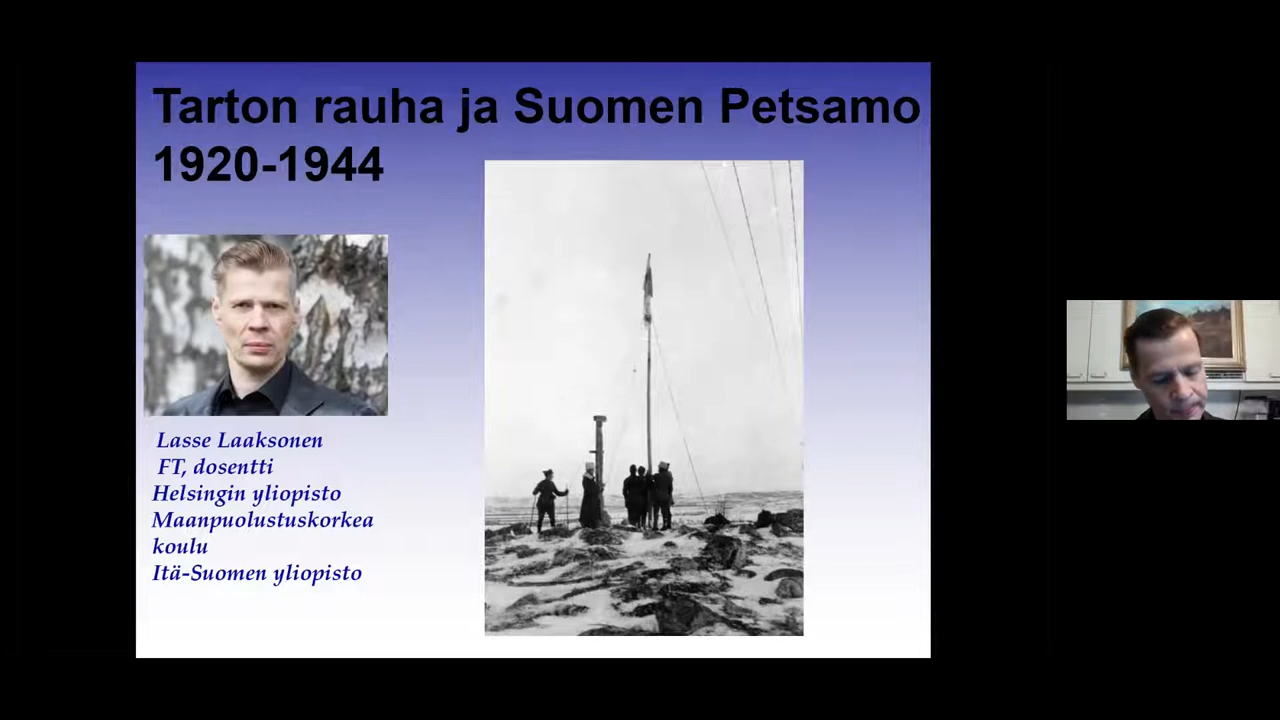 Tarton rauha ja Suomen Petsamo
1920-1944
Lasse Laaksonen
FT, dosentti
Helsingin yliopisto
Maanpuolustuskorkea
koulu
Itä-Suomen yliopisto